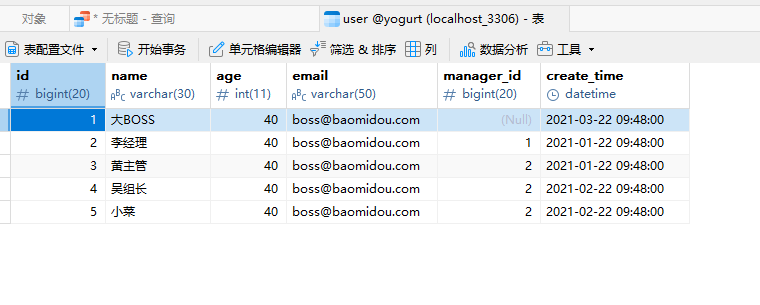 对象 * 无标题 - 查询 user @yogurt (localhost_3306) - 表
表配置文件 开始事务 单元格编辑器 筛选 & 排序 列 数据分析 工具
id name age email manager_id create_time
# bigint(20) ABC varchar(30) # int(11) ABC varchar(50) # bigint(20) datetime
1 大BOSS 40 boss@baomidou.com (Null) 2021-03-22 09:48:00
2 李经理 40 boss@baomidou.com 1 2021-01-22 09:48:00
3 黄主管 40 boss@baomidou.com 2 2021-01-22 09:48:00
4 吴组长 40 boss@baomidou.com 2 2021-02-22 09:48:00
5 小菜 40 boss@baomidou.com 2 2021-02-22 09:48:00